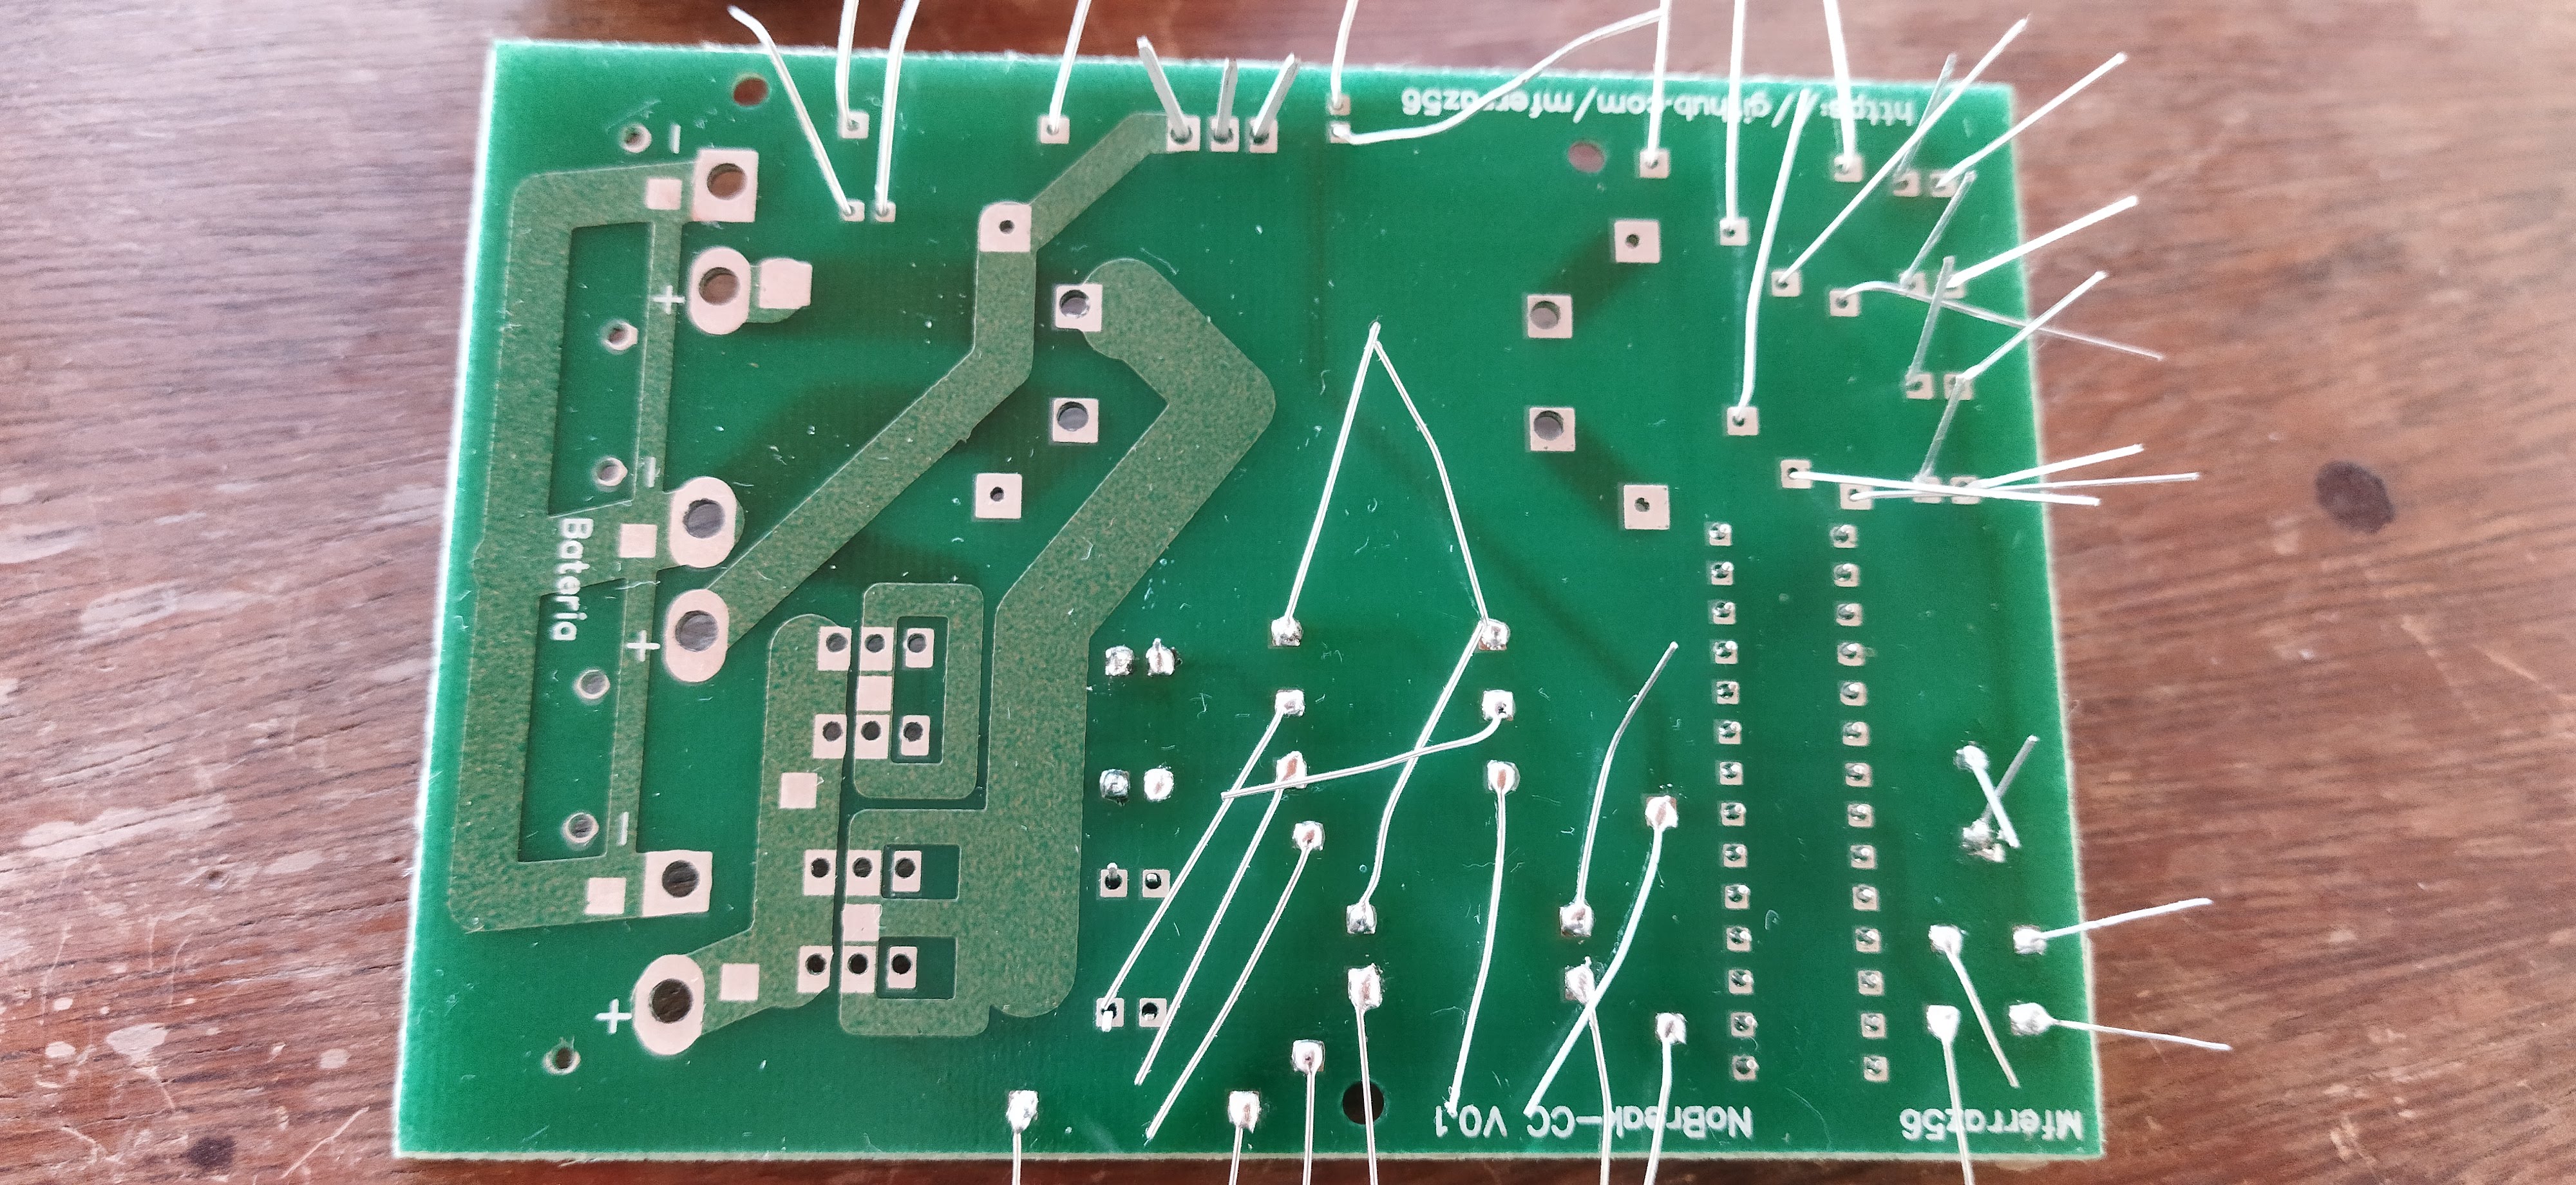 https://github.com/mferraz56
-
+
-
Bateria
+
-
+
NoBreak-CC V0.1
Mferraz56